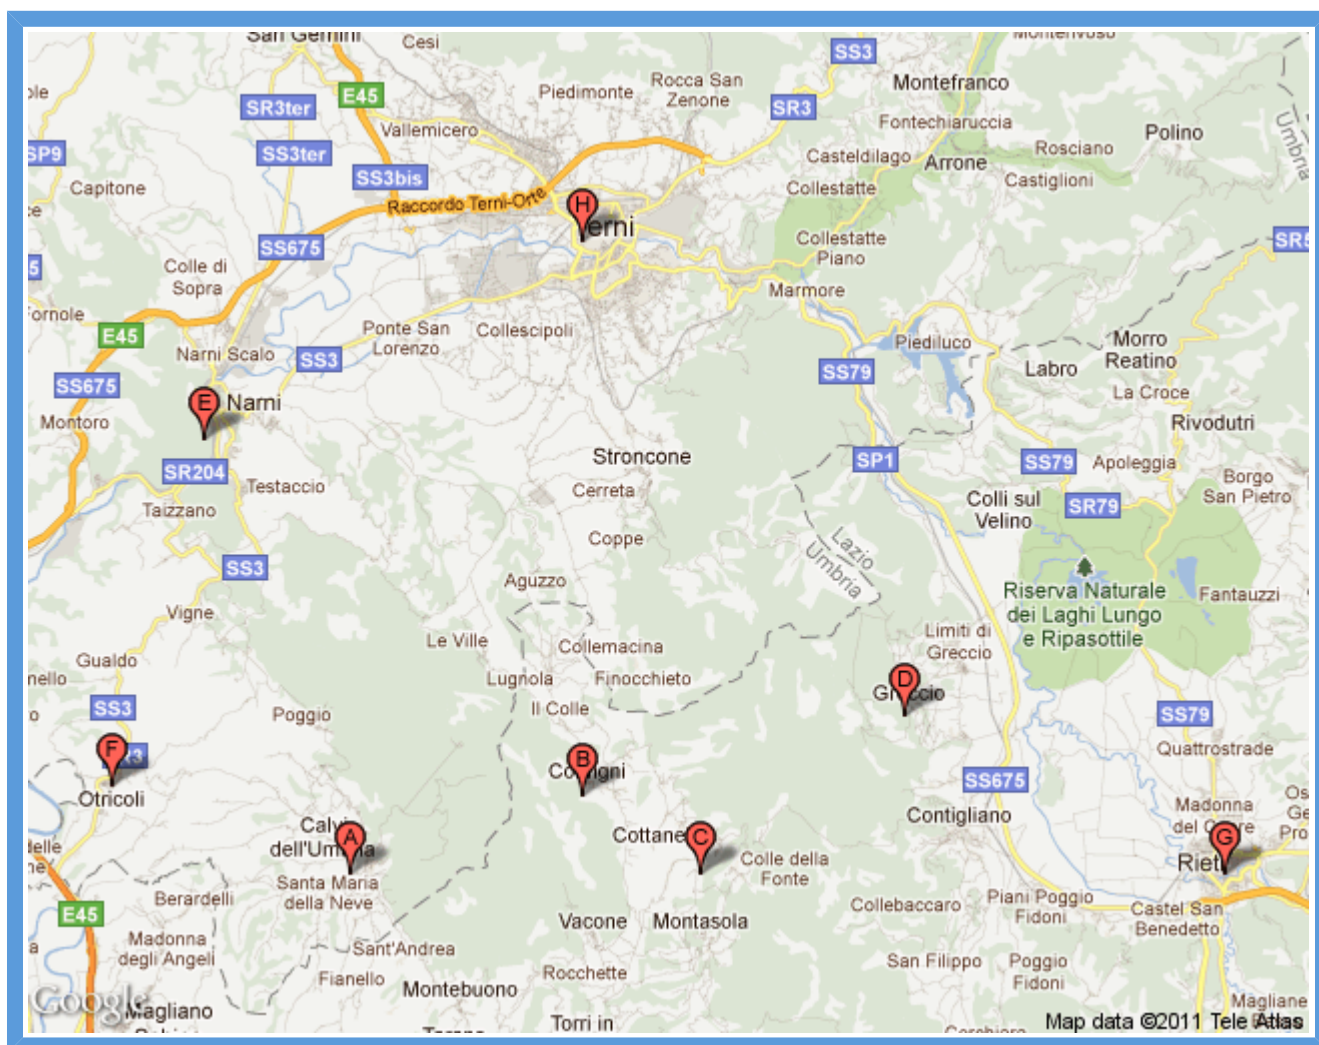 San Gemini
Cesi
Montefranco
SS3
Rocca San
Zenone
Piedimonte
E45
SR3ter
SR3
Vallemicero
Fontechiaruccia
Polino
Umbria
SP9
SS3ter
Rosciano
Casteldilago
Arrone
Capitone
SS3bis
Castiglioni
Collestatte
Raccordo Terni-Orte
H
SS675
Collestatte
Piano
Colle di
Sopra
Marmore
E45
Ponte San
Lorenzo
Collescipoli
Piediluco
Morro
Reatino
Narni Scalo
SS3
SS79
Labro
SS675
La Croce
E
Narni
Montoro
Rivodutri
Stroncone
SP1
SS79
Apoleggia
SR204
Borgo
San Pietro
Testaccio
Cerreta
Colli sul
Velino
SR79
Taizzano
Coppe
Lazio
Umbria
SS3
Aguzzo
Riserva Naturale
dei Laghi Lungo
e Ripasottile
Fantauzzi
Vigne
Le Ville
Collemacina
Limiti di
Greccio
Gualdo
Lugnola
Finocchieto
D
SS3
Poggio
Il Colle
SS79
F
Quattrostrade
B
SS675
Otricoli
Madonna
Contigliano
A
dell'Umbria
C
G
Colle della
Fonte
Santa Maria
della Neve
Berardelli
Collebaccaro
Piani Poggio
Fidoni
E45
Vacone
Montasola
Castel San
Benedetto
Madonna
degli Angeli
Sant'Andrea
Fianello
Rocchette
San Filippo
Poggio
Fidoni
Montebuono
Google
Magliano
Torri in
Map data ©2011 Tele Atlas